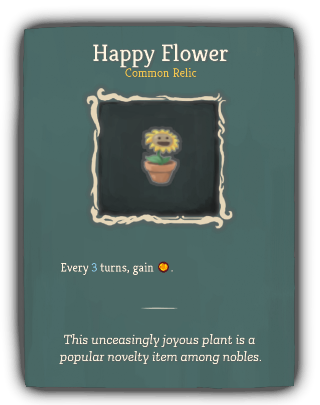 Happy Flower
Common Relic
Every 3 turns, gain .
This unceasingly joyous plant is a
popular novelty item among nobles.